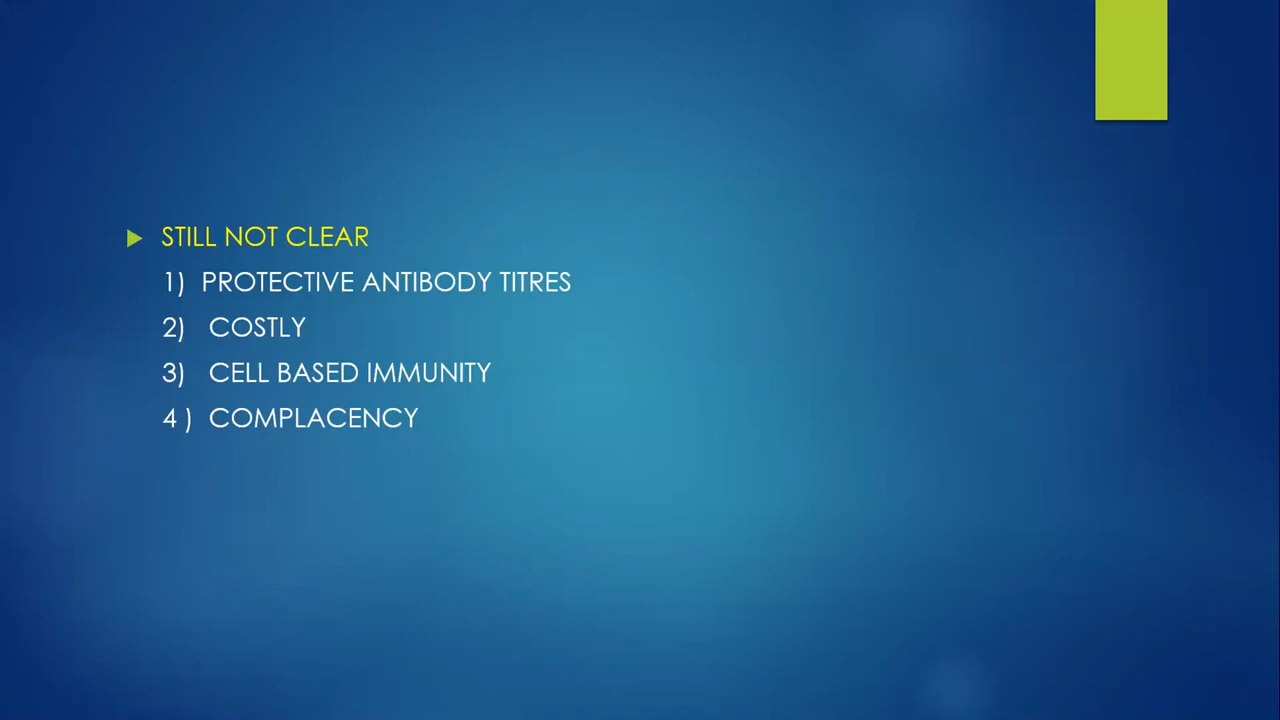 STILL NOT CLEAR
1) PROTECTIVE ANTIBODY TITRES
2) COSTLY
3) CELL BASED IMMUNITY
4 ) COMPLACENCY